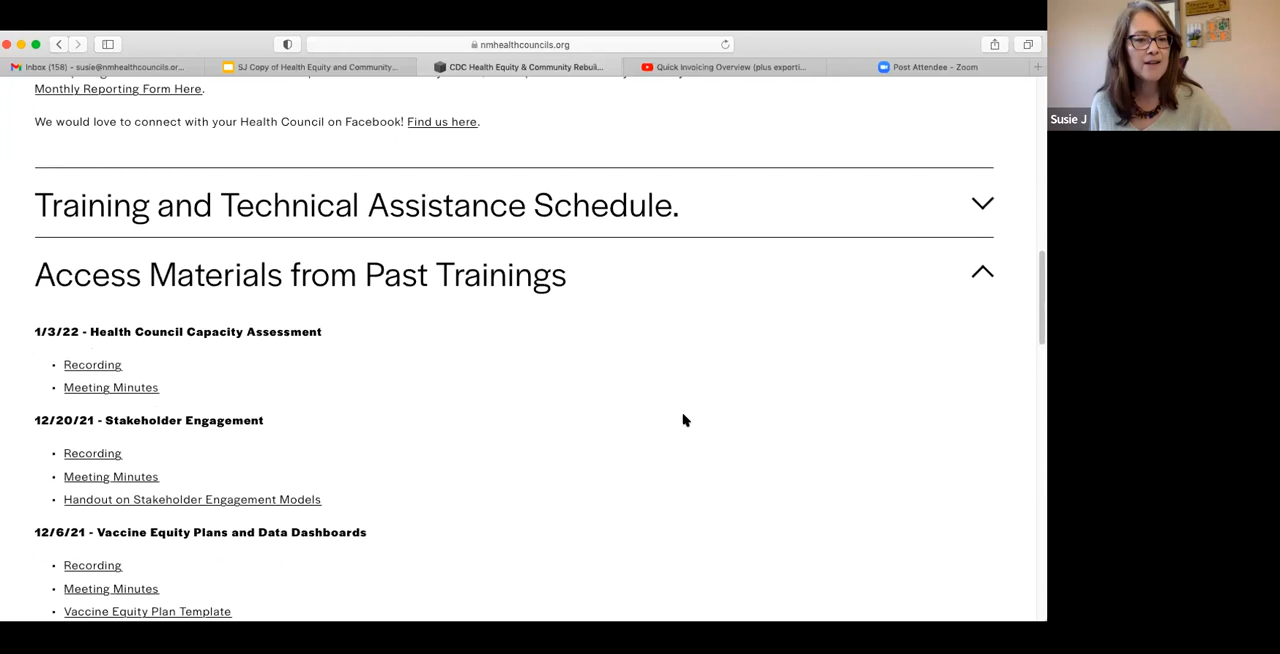 nmhealthcouncils.org
Inbox (158) - susie@nmhealthcouncils.or...
SJ Copy of Health Equity and Community...
CDC Health Equity & Community Rebuil...
Quick Invoicing Overview (plus exporti...
Post Attendee - Zoom
Monthly Reporting Form Here.
We would love to connect with your Health Council on Facebook! Find us here.
Training and Technical Assistance Schedule.
Access Materials from Past Trainings
1/3/22 - Health Council Capacity Assessment
• Recording
• Meeting Minutes
12/20/21 - Stakeholder Engagement
• Recording
• Meeting Minutes
• Handout on Stakeholder Engagement Models
12/6/21 - Vaccine Equity Plans and Data Dashboards
• Recording
• Meeting Minutes
• Vaccine Equity Plan Template
Susie J